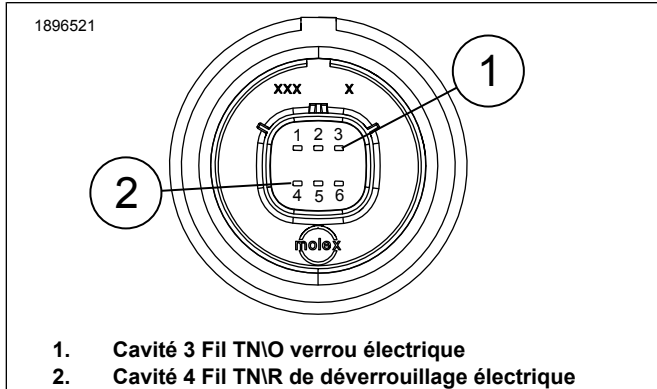 1896521
1
xxx x
1 2 3
2
4 5 6
molex
1. Cavité 3 Fil TN\O verrou électrique
2. Cavité 4 Fil TN\R de déverrouillage électrique